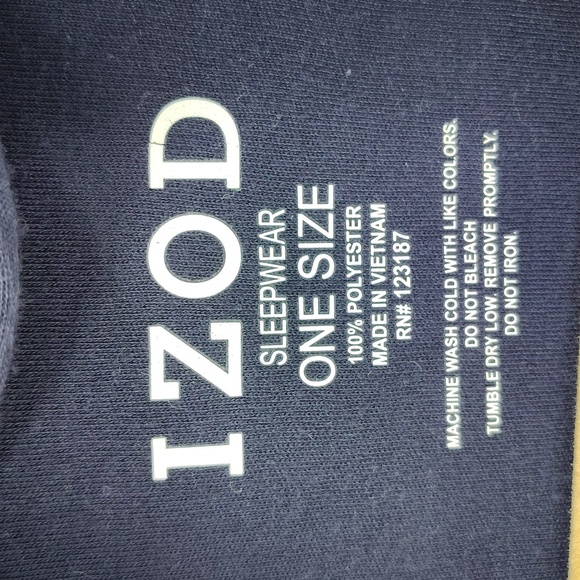 IZOD
SLEEPWEAR
ONE SIZE
100% POLYESTER
MADE IN VIETNAM
RN# 123187
MACHINE WASH COLD WITH LIKE COLORS.
DO NOT BLEACH
TUMBLE DRY LOW. REMOVE PROMPTLY.
DO NOT IRON.